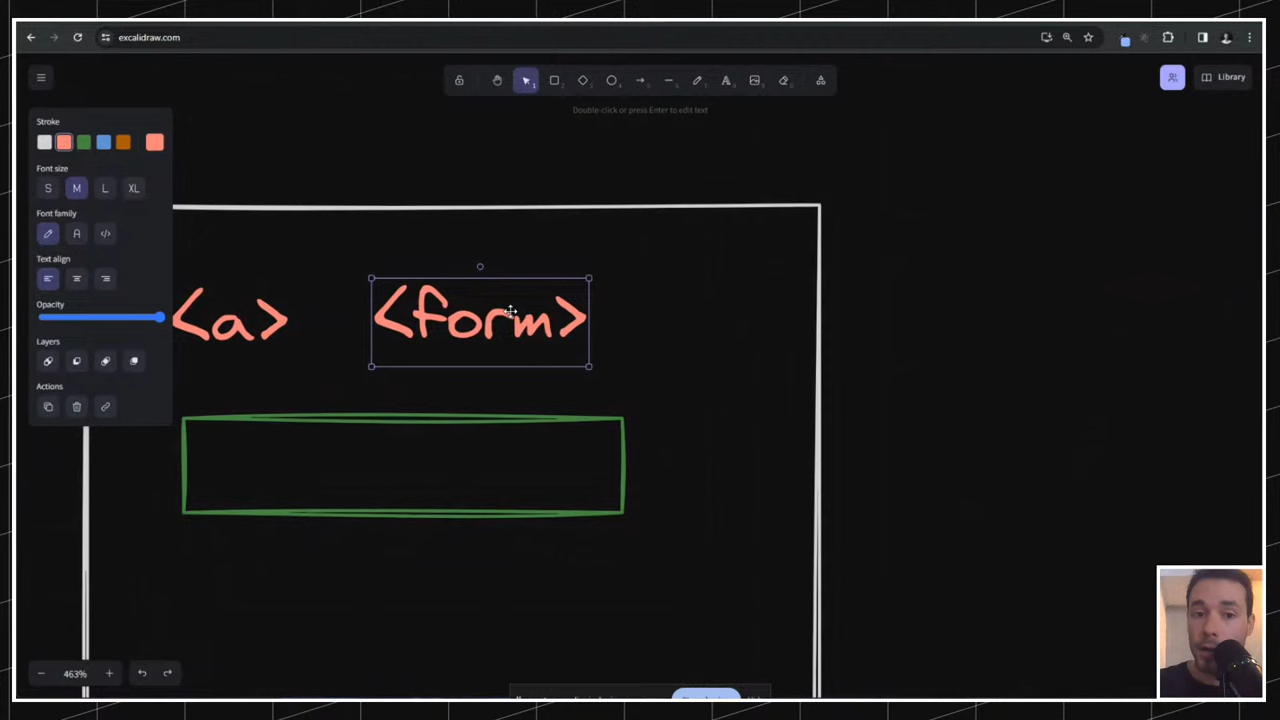 excalidraw.com
Library
Double-click or press Enter to edit text
Stroke
Font size
S M L XL
Font family
A </>
Text align
Opacity
Layers
Actions
<a> <form>
463%